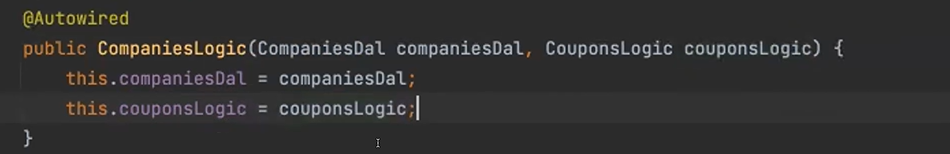 @Autowired
public CompaniesLogic(CompaniesDal companiesDal, CouponsLogic couponsLogic) {
    this.companiesDal = companiesDal;
    this.couponsLogic = couponsLogic;
}